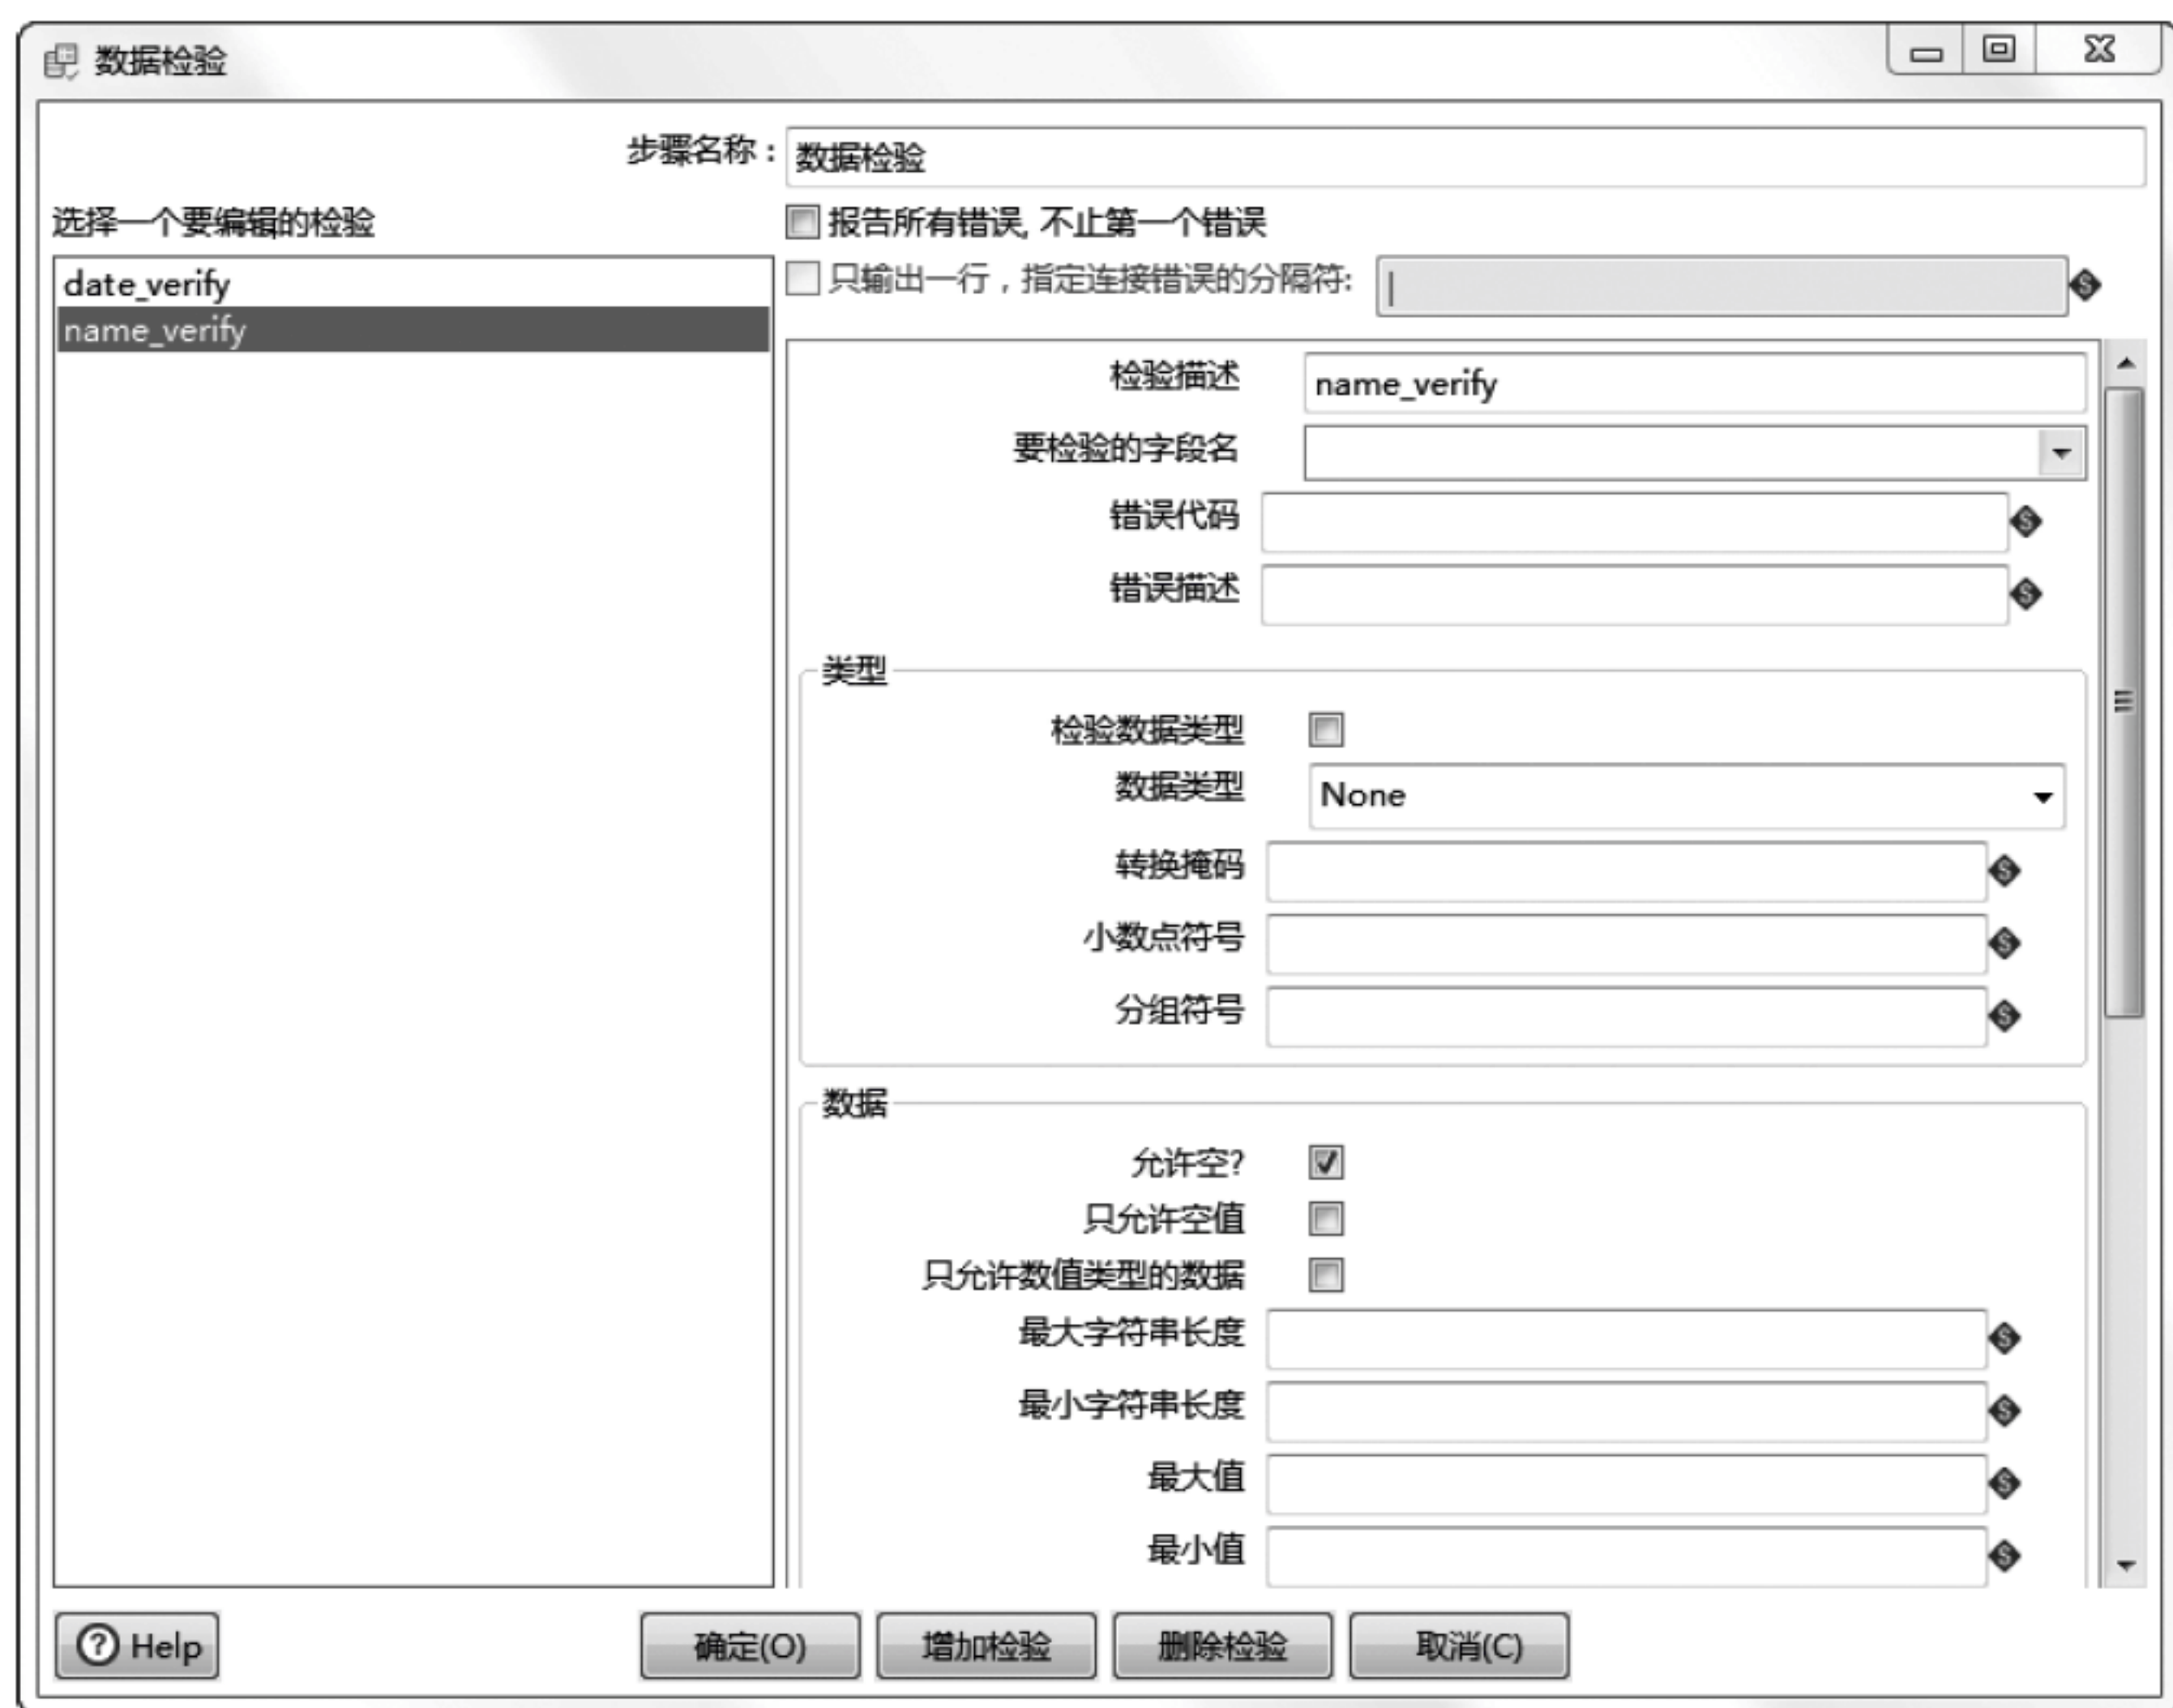 数据检验
步骤名称：数据检验
选择一个要编辑的检验
报告所有错误, 不止第一个错误
只输出一行，指定连接错误的分隔符:
date_verify
name_verify
检验描述 name_verify
要检验的字段名
错误代码
错误描述
类型
检验数据类型
数据类型 None
转换掩码
小数点符号
分组符号
数据
允许空?
只允许空值
只允许数值类型的数据
最大字符串长度
最小字符串长度
最大值
最小值
Help 确定(O) 增加检验 删除检验 取消(C)